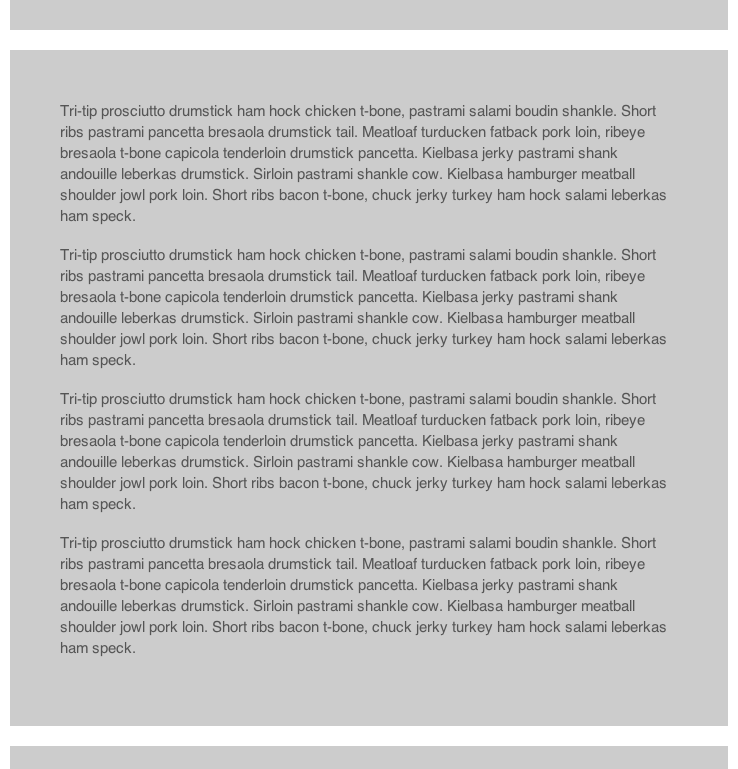 Tri-tip prosciutto drumstick ham hock chicken t-bone, pastrami salami boudin shankle. Short
ribs pastrami pancetta bresaola drumstick tail. Meatloaf turducken fatback pork loin, ribeye
bresaola t-bone capicola tenderloin drumstick pancetta. Kielbasa jerky pastrami shank
andouille leberkas drumstick. Sirloin pastrami shankle cow. Kielbasa hamburger meatball
shoulder jowl pork loin. Short ribs bacon t-bone, chuck jerky turkey ham hock salami leberkas
ham speck.
Tri-tip prosciutto drumstick ham hock chicken t-bone, pastrami salami boudin shankle. Short
ribs pastrami pancetta bresaola drumstick tail. Meatloaf turducken fatback pork loin, ribeye
bresaola t-bone capicola tenderloin drumstick pancetta. Kielbasa jerky pastrami shank
andouille leberkas drumstick. Sirloin pastrami shankle cow. Kielbasa hamburger meatball
shoulder jowl pork loin. Short ribs bacon t-bone, chuck jerky turkey ham hock salami leberkas
ham speck.
Tri-tip prosciutto drumstick ham hock chicken t-bone, pastrami salami boudin shankle. Short
ribs pastrami pancetta bresaola drumstick tail. Meatloaf turducken fatback pork loin, ribeye
bresaola t-bone capicola tenderloin drumstick pancetta. Kielbasa jerky pastrami shank
andouille leberkas drumstick. Sirloin pastrami shankle cow. Kielbasa hamburger meatball
shoulder jowl pork loin. Short ribs bacon t-bone, chuck jerky turkey ham hock salami leberkas
ham speck.
Tri-tip prosciutto drumstick ham hock chicken t-bone, pastrami salami boudin shankle. Short
ribs pastrami pancetta bresaola drumstick tail. Meatloaf turducken fatback pork loin, ribeye
bresaola t-bone capicola tenderloin drumstick pancetta. Kielbasa jerky pastrami shank
andouille leberkas drumstick. Sirloin pastrami shankle cow. Kielbasa hamburger meatball
shoulder jowl pork loin. Short ribs bacon t-bone, chuck jerky turkey ham hock salami leberkas
ham speck.